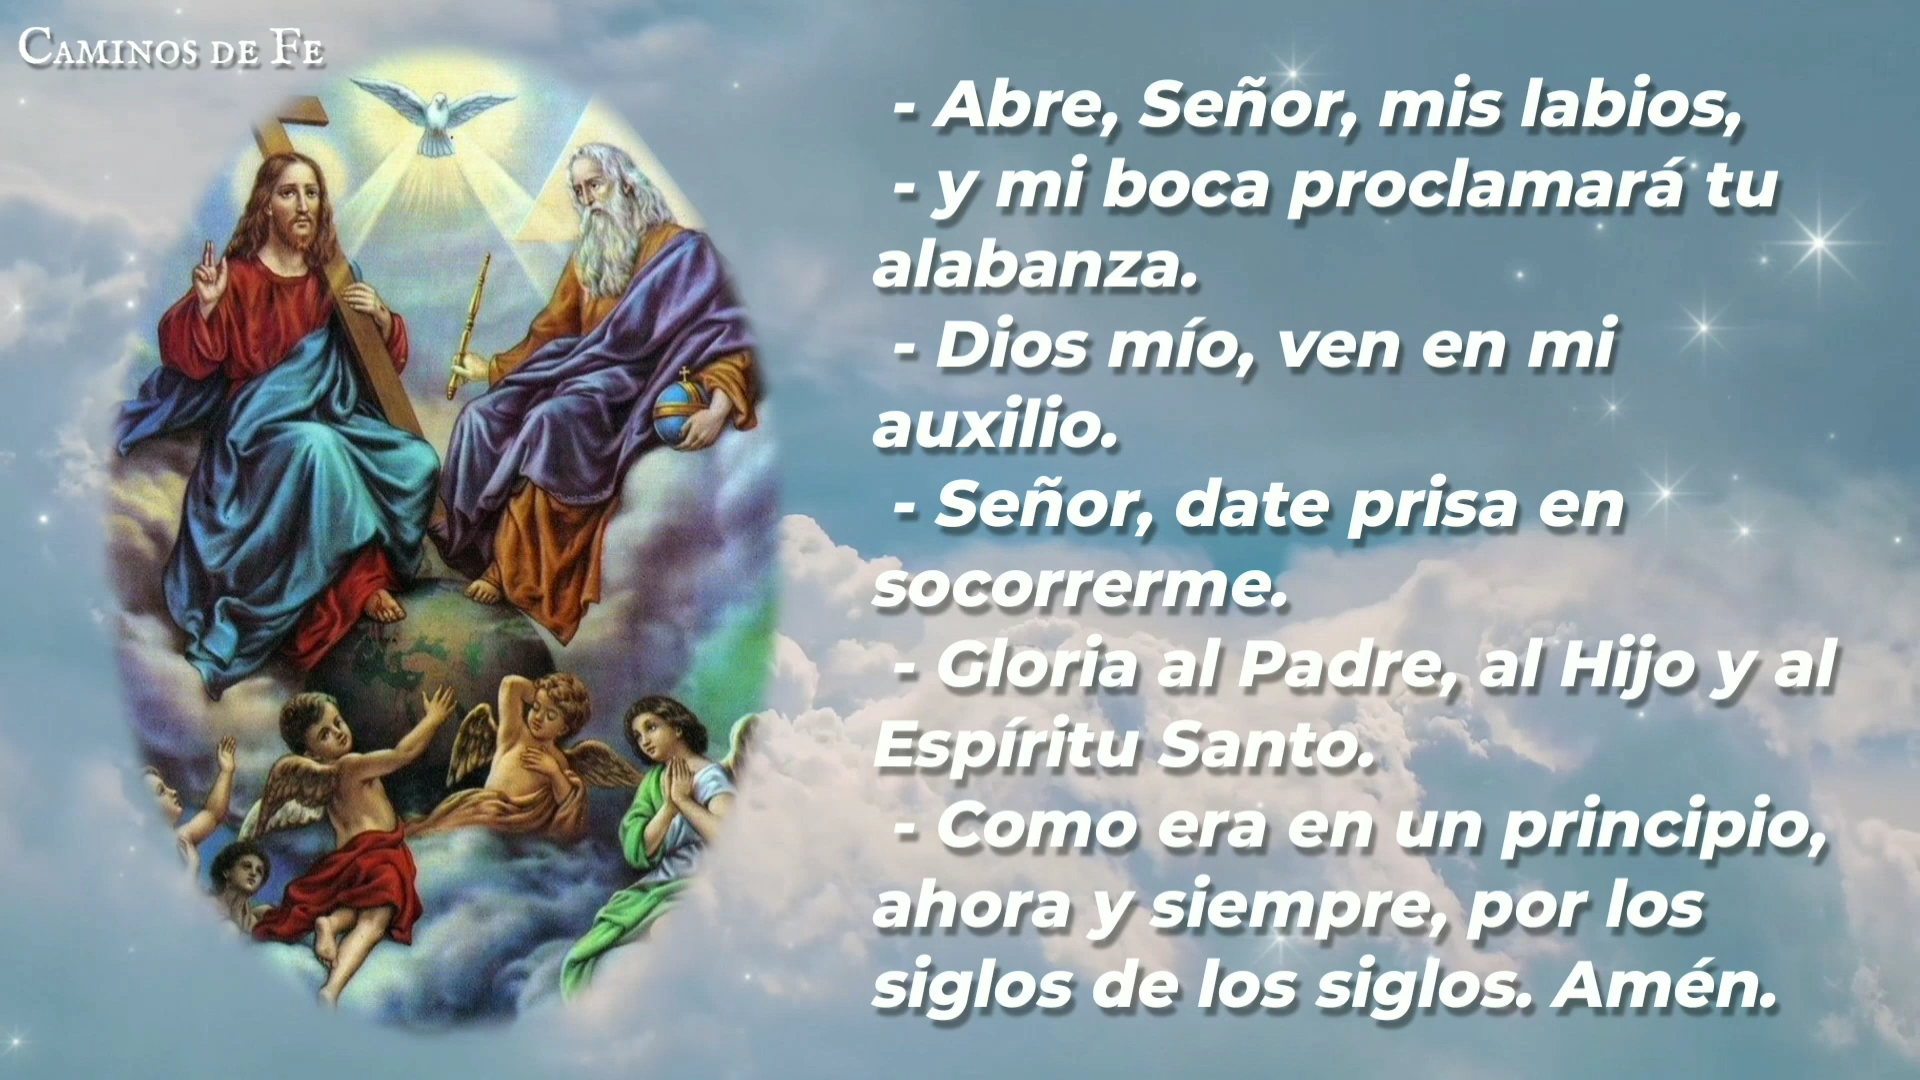 Caminos de Fe
- Abre, Señor, mis labios,
- y mi boca proclamará tu
alabanza.
- Dios mío, ven en mi
auxilio.
- Señor, date prisa en
socorrerme.
- Gloria al Padre, al Hijo y al
Espíritu Santo.
- Como era en un principio,
ahora y siempre, por los
siglos de los siglos. Amén.